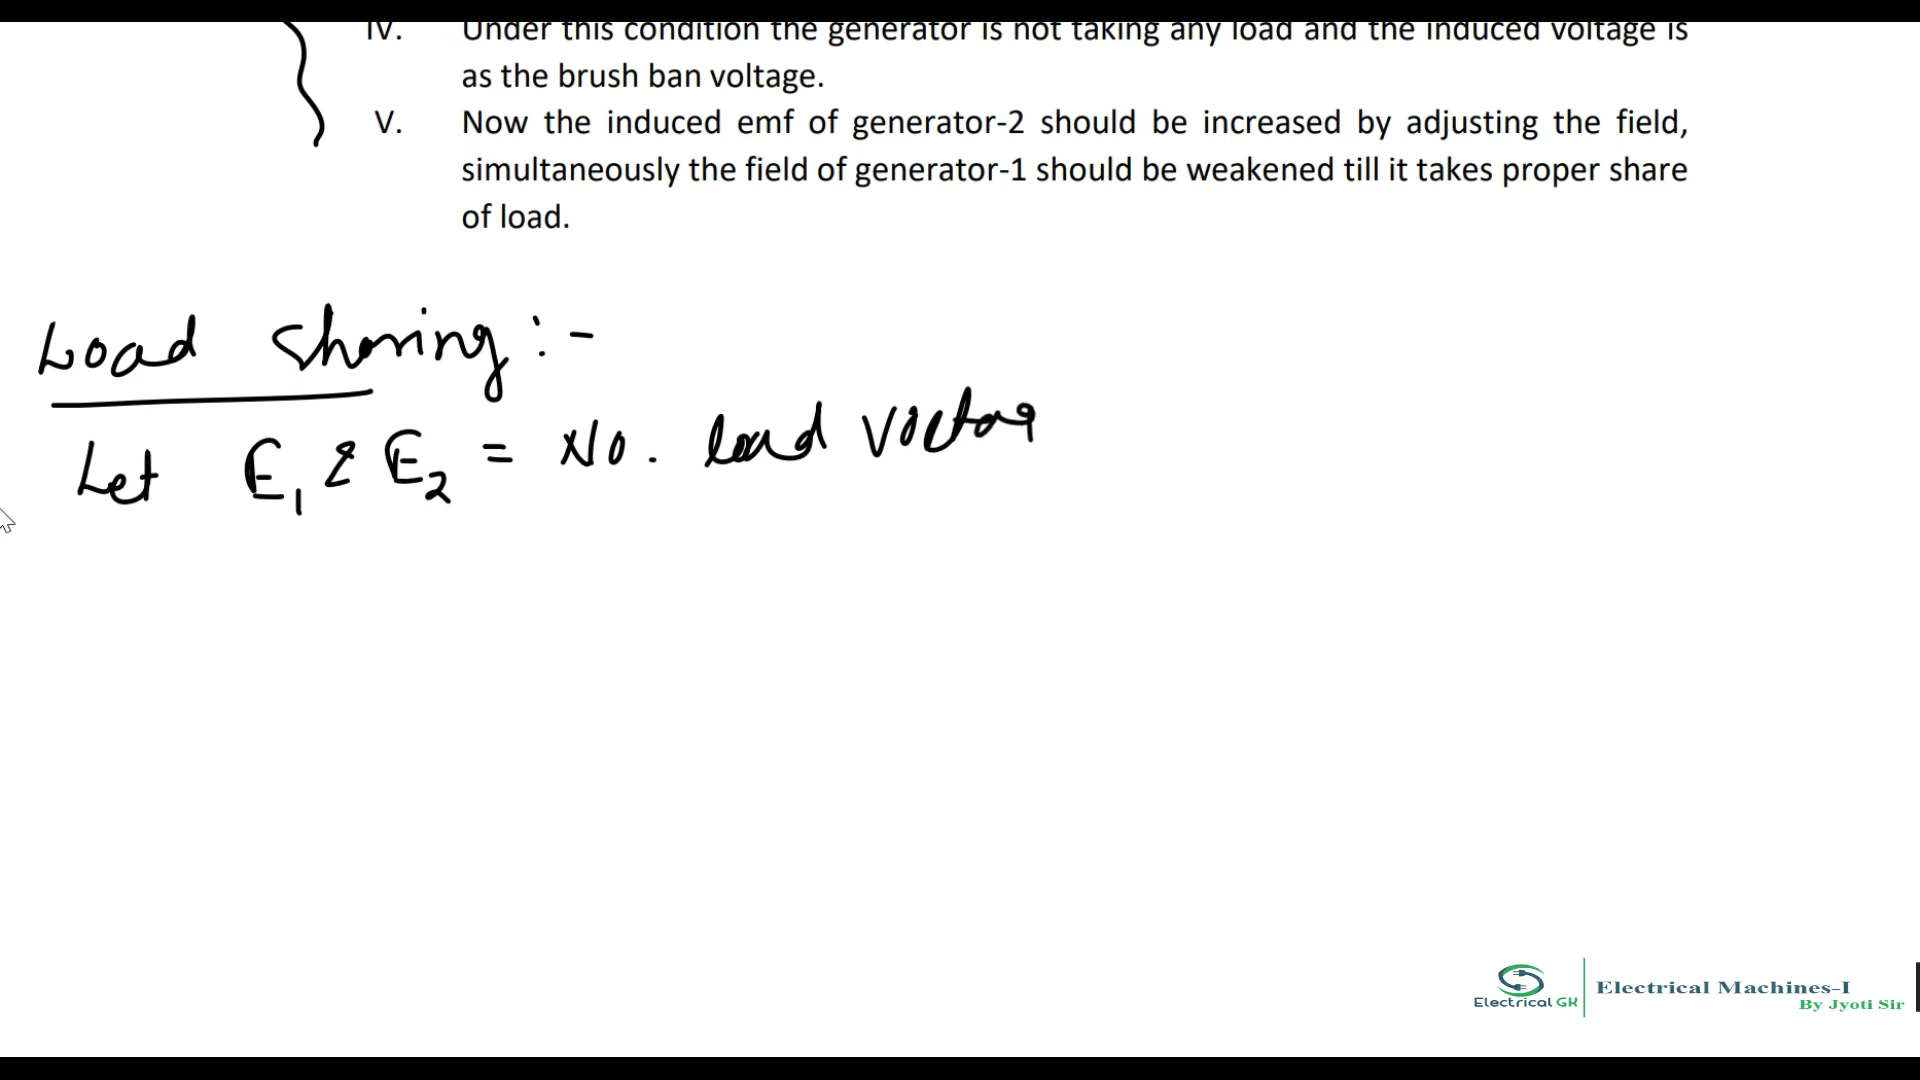 IV. Under this condition the generator is not taking any load and the induced voltage is
as the brush ban voltage.
V. Now the induced emf of generator-2 should be increased by adjusting the field,
simultaneously the field of generator-1 should be weakened till it takes proper share
of load.
Load Sharing :-
Let E1 & E2 = No. load Voltag
Electrical GK
Electrical Machines-I
By Jyoti Sir